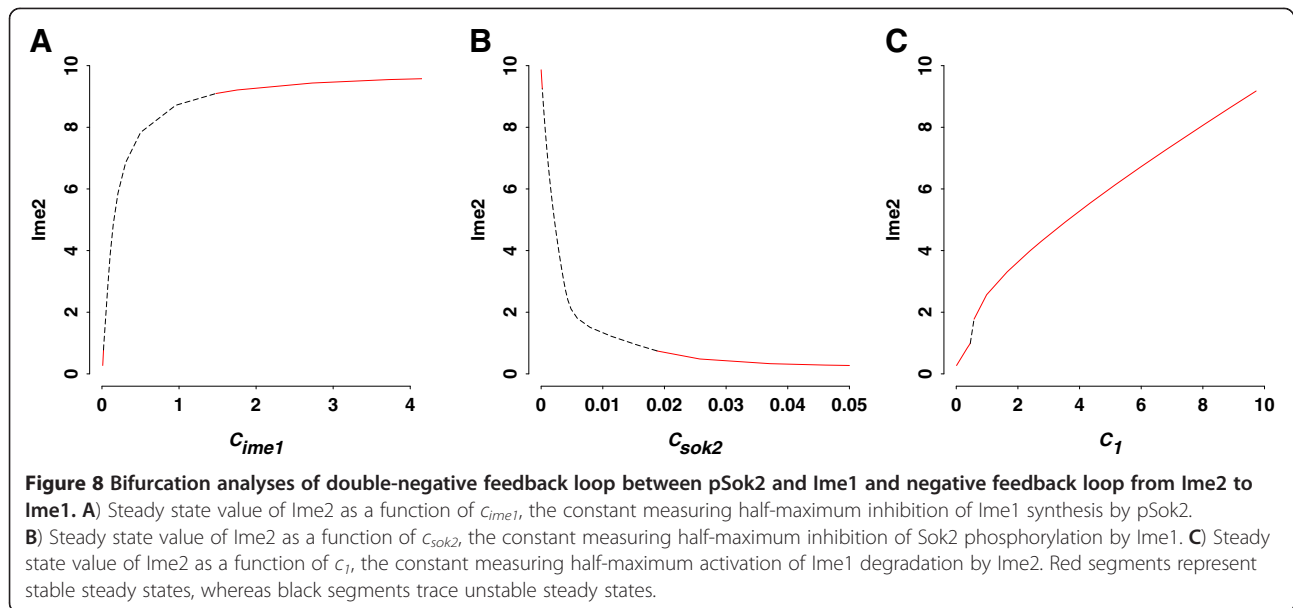 A
B
C
10
8
6
4
2
0
Ime2
0
1
2
3
4
C_ime1
10
8
6
4
2
0
Ime2
0
0.01
0.02
0.03
0.04
0.05
C_sok2
10
8
6
4
2
0
Ime2
0
2
4
6
8
10
C_1
Figure 8 Bifurcation analyses of double-negative feedback loop between pSok2 and Ime1 and negative feedback loop from Ime2 to
Ime1. A) Steady state value of Ime2 as a function of c_ime1, the constant measuring half-maximum inhibition of Ime1 synthesis by pSok2.
B) Steady state value of Ime2 as a function of c_sok2, the constant measuring half-maximum inhibition of Sok2 phosphorylation by Ime1. C) Steady
state value of Ime2 as a function of c_1, the constant measuring half-maximum activation of Ime1 degradation by Ime2. Red segments represent
stable steady states, whereas black segments trace unstable steady states.